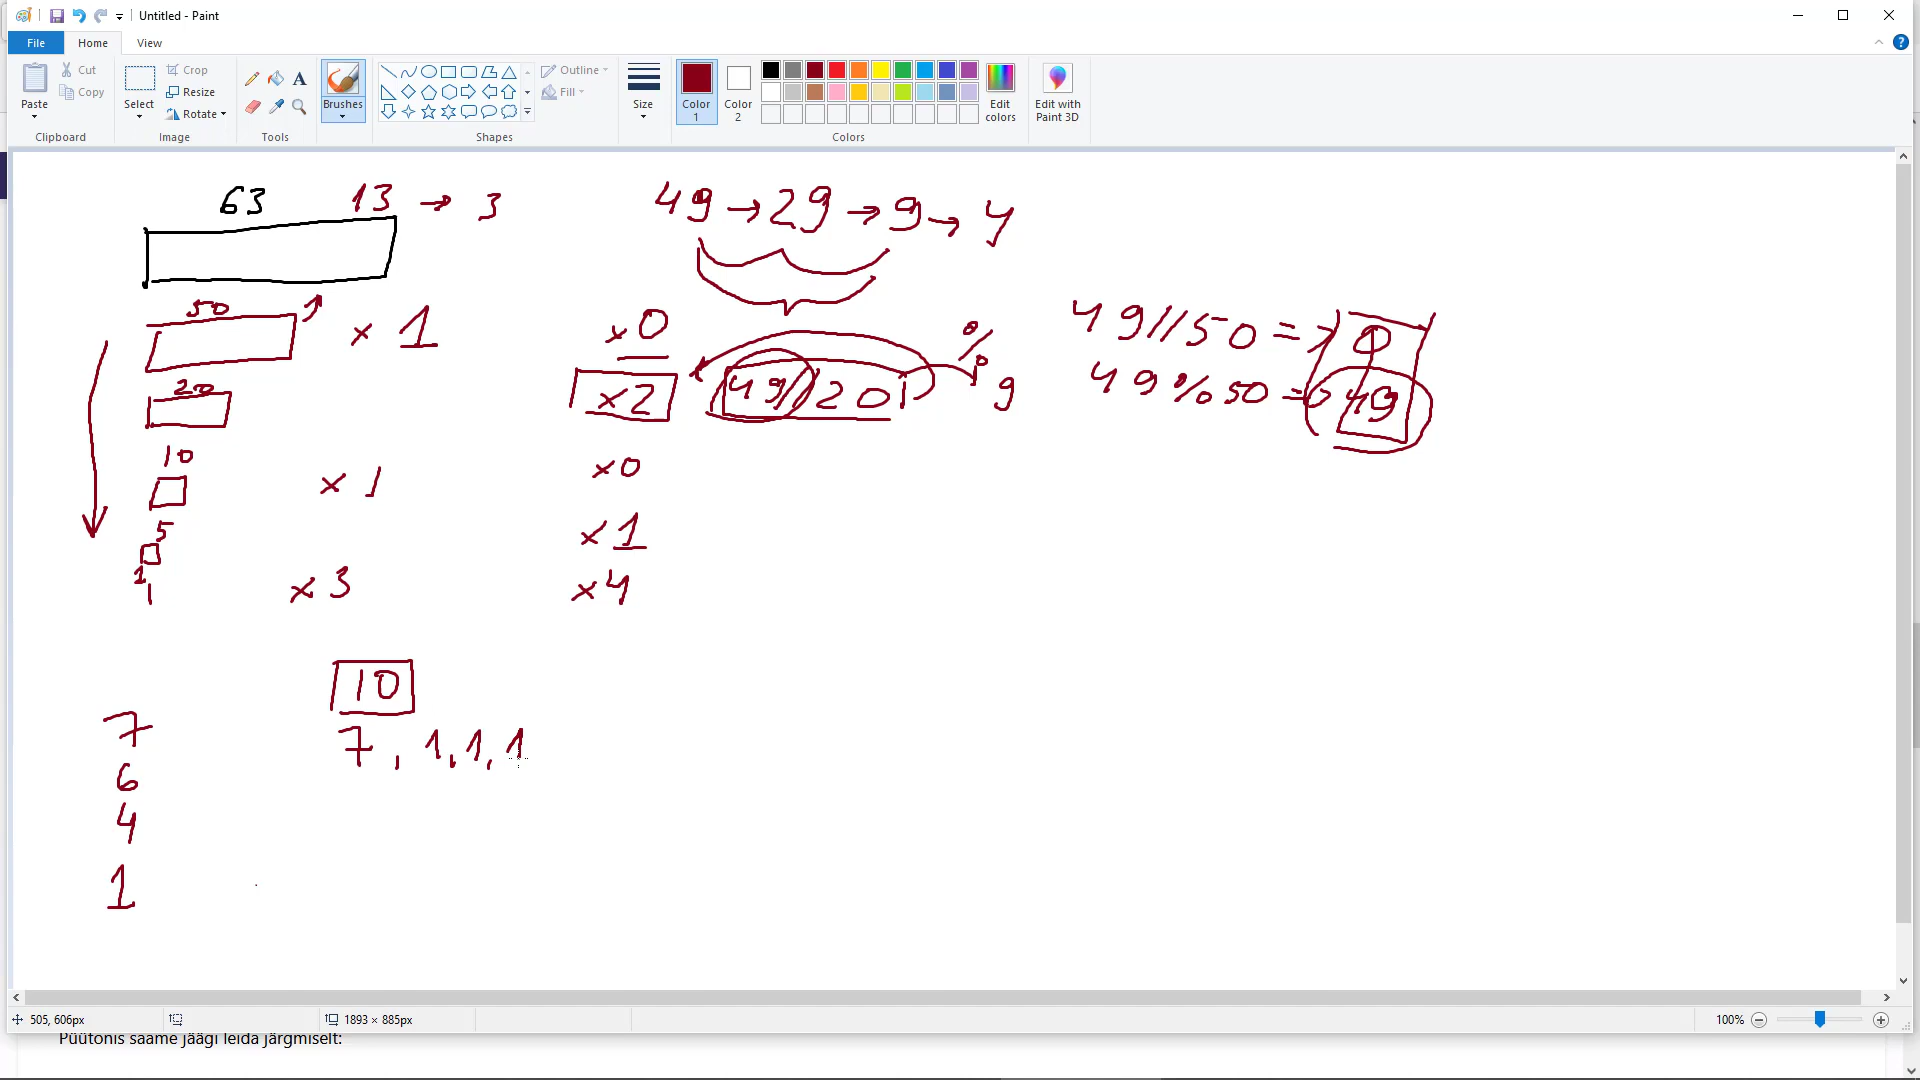 Untitled - Paint
File Home View
Paste
Cut
Copy
Clipboard
Select
Crop
Resize
Rotate
Image
Tools
Brushes
Shapes
Outline
Fill
Size
Color 1
Color 2
Colors
Edit colors
Edit with Paint 3D
63 13 → 3
49 → 29 → 9 → 4
50 × 1
×0
49//50 = 0
20
×2 49//20 % 9
49%50 = 49
10
× 1
×0
5
×1
1
×3
×4
10
7
7, 1, 1, 1
6
4
1
505, 606px
1893 × 885px
100%
Püütonis saame jäägi leida järgmiselt: